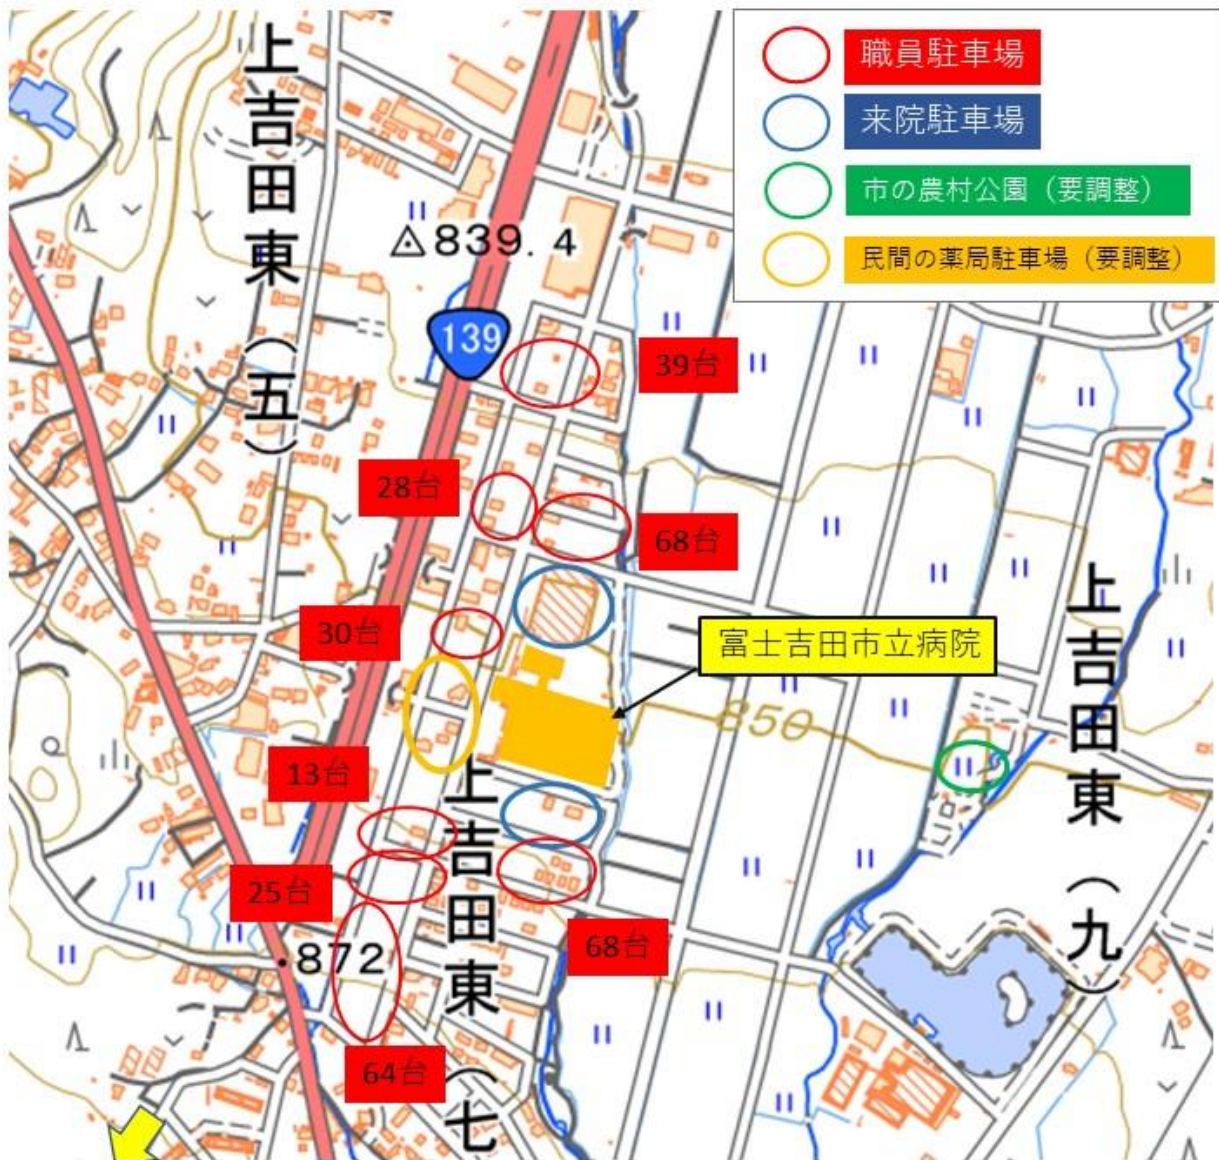 職員駐車場
来院駐車場
市の農村公園（要調整）
民間の薬局駐車場（要調整）
上吉田東（五）
839.4
139
39台
28台
68台
30台
富士吉田市立病院
850
上吉田東（九）
13台
25台
68台
872
64台
上吉田東（七